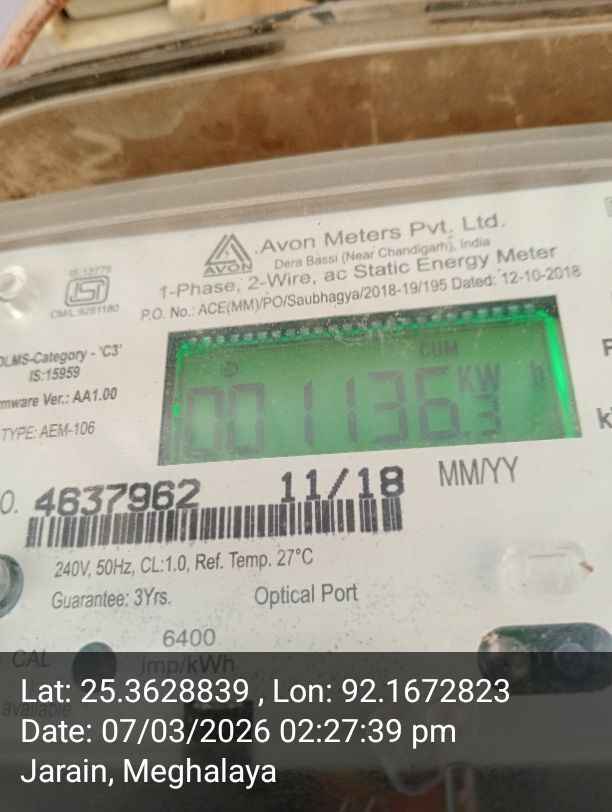 Avon Meters Pvt. Ltd.
AVON
Dera Bassi (Near Chandigarh), India
1-Phase, 2-Wire, ac Static Energy Meter
P.O. No.: ACE(MM)/PO/Saubhagya/2018-19/195 Dated: 12-10-2018
IS:13779
ISI
CM/L:9261180
DLMS-Category - 'C3'
IS:15959
mware Ver.: AA1.00
TYPE: AEM-106
CUM
001136.3 KW h
O. 4637962 11/18 MM/YY
240V, 50Hz, CL:1.0, Ref. Temp. 27°C
Guarantee: 3Yrs. Optical Port
6400
imp/kWh
CAL
available
Lat: 25.3628839 , Lon: 92.1672823
Date: 07/03/2026 02:27:39 pm
Jarain, Meghalaya